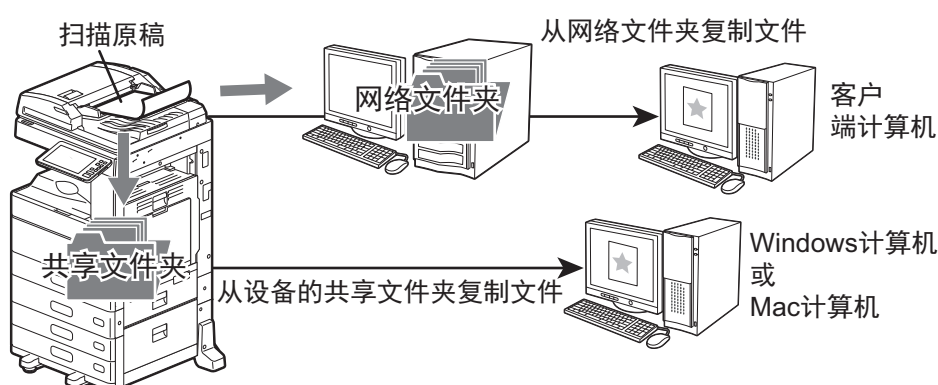 扫描原稿
从网络文件夹复制文件
网络文件夹
客户
端计算机
共享文件夹
从设备的共享文件夹复制文件
Windows计算机
或
Mac计算机